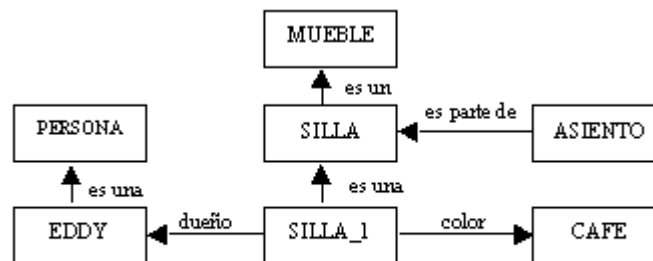 MUEBLE
es un
PERSONA
SILLA
es parte de
ASIENTO
es una
es una
EDDY
dueño
SILLA_1
color
CAFE